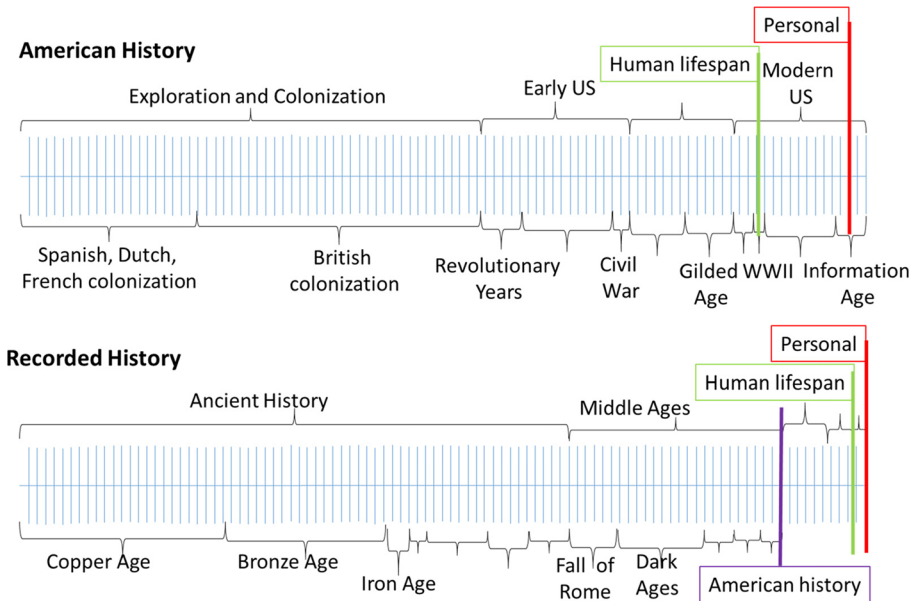 Personal
American History
Human lifespan
Modern
US
Early US
Exploration and Colonization
Spanish, Dutch,
French colonization
British
colonization
Revolutionary
Years
Civil
War
Gilded
Age
WWII
Information
Age
Recorded History
Personal
Human lifespan
Ancient History
Middle Ages
Copper Age
Bronze Age
Iron Age
Fall of
Rome
Dark
Ages
American history